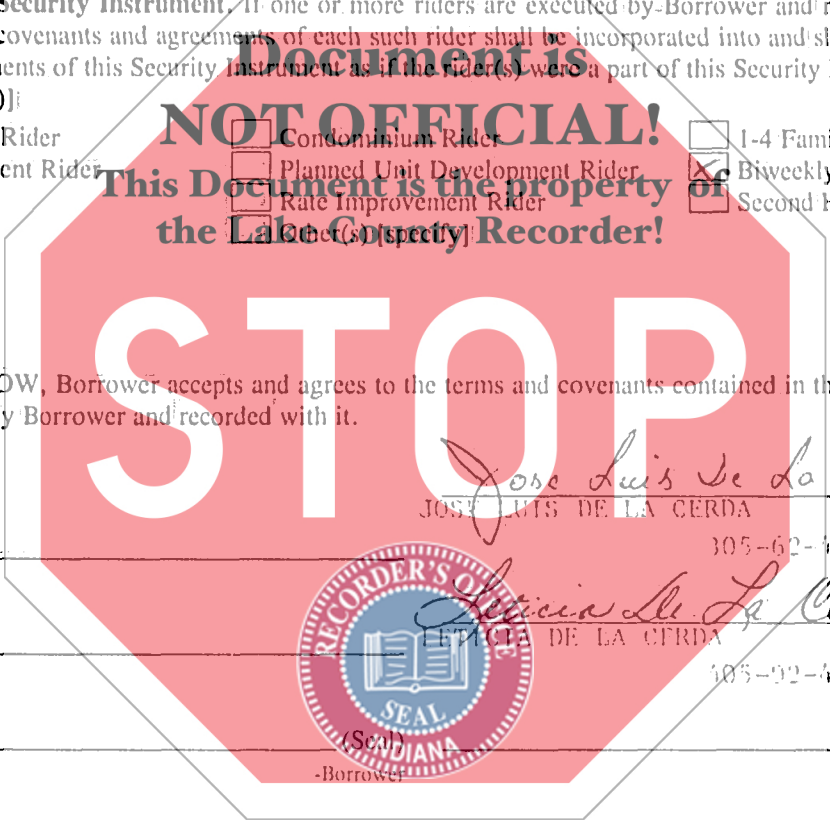 Security Instrument. If one or more riders are executed by Borrower and
covenants and agreements of each such rider shall be incorporated into and
ents of this Security Instrument as if the rider(s) were a part of this Security
)]
Document is
NOT OFFICIAL!
This Document is the property of
the Lake County Recorder!
Rider Condominium Rider 1-4 Fami
ent Rider Planned Unit Development Rider Biweekly
Rate Improvement Rider Second
Other(s) [specify]
STOP
OW, Borrower accepts and agrees to the terms and covenants contained in th
y Borrower and recorded with it.
Jose Luis De La
JOSE LUIS DE LA CERDA
Leticia De La C
LETICIA DE LA CERDA
RECORDER'S OFFICE
SEAL
INDIANA
(Seal)
-Borrower